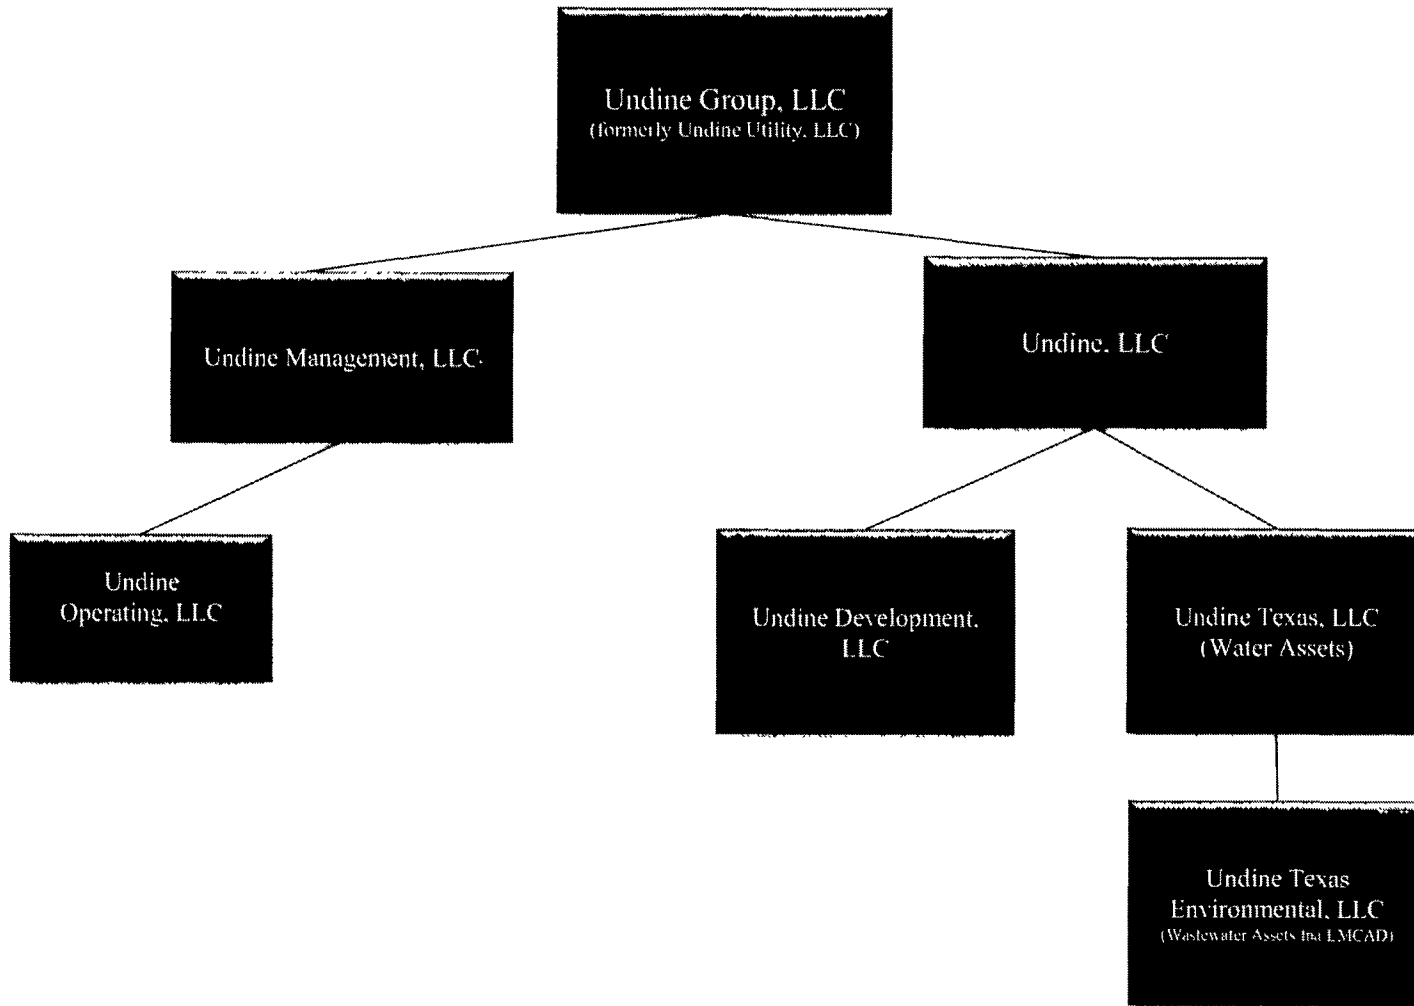 Undine Group, LLC
(formerly Undine Utility, LLC)
Undine Management, LLC
Undine, LLC
Undine
Operating, LLC
Undine Development,
LLC
Undine Texas, LLC
(Water Assets)
Undine Texas
Environmental, LLC
(Wastewater Assets LMCAD)